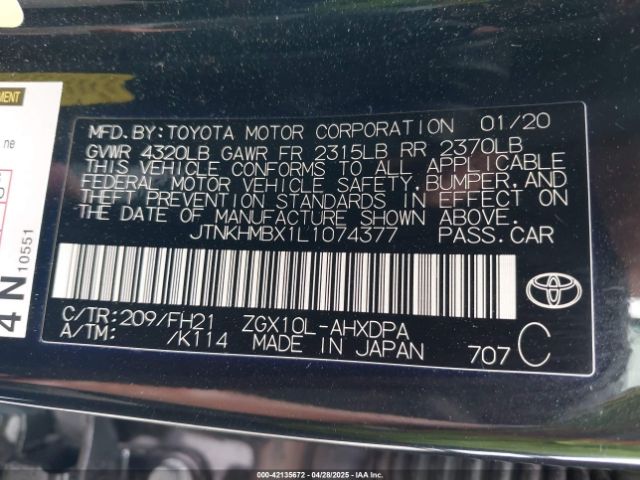 MFD.BY:TOYOTA MOTOR CORPORATION 01/20
GVWR 4320LB GAWR FR 2315LB RR 2370LB
THIS VEHICLE CONFORMS TO ALL APPLICABLE
FEDERAL MOTOR VEHICLE SAFETY,BUMPER,AND
THEFT PREVENTION STANDARDS IN EFFECT ON
THE DATE OF MANUFACTURE SHOWN ABOVE.
JTNKHMBX1L1074377 PASS.CAR
C/TR:209/FH21 ZGX10L-AHXDPA
A/TM: /K114 MADE IN JAPAN 707 C
ne
4N
10551
000-42135672 - 04/28/2025 - IAA Inc.